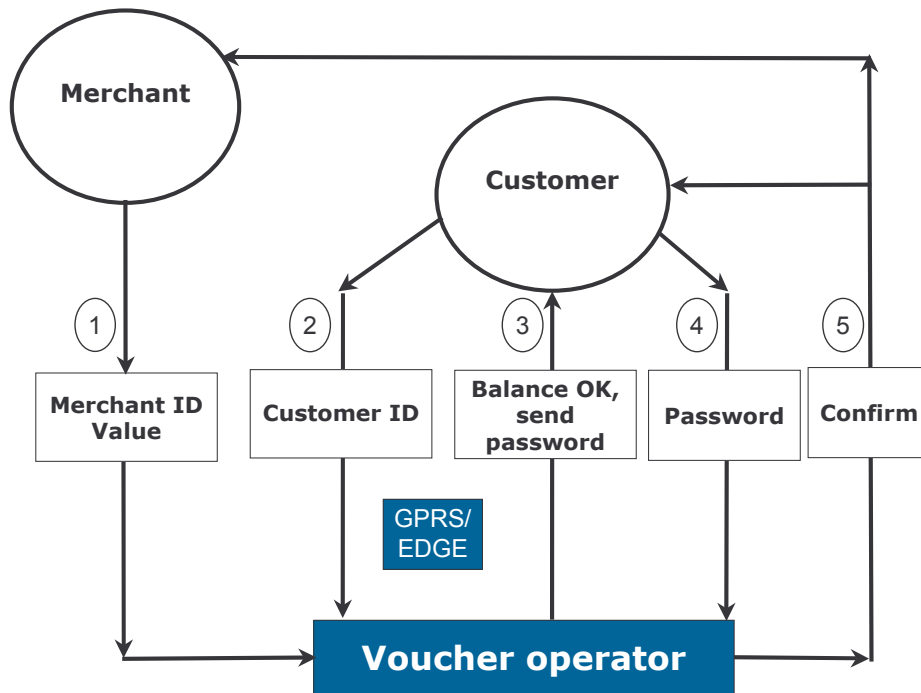 Merchant
Customer
1
2
3
4
5
Merchant ID
Value
Customer ID
Balance OK,
send
password
Password
Confirm
GPRS/
EDGE
Voucher operator